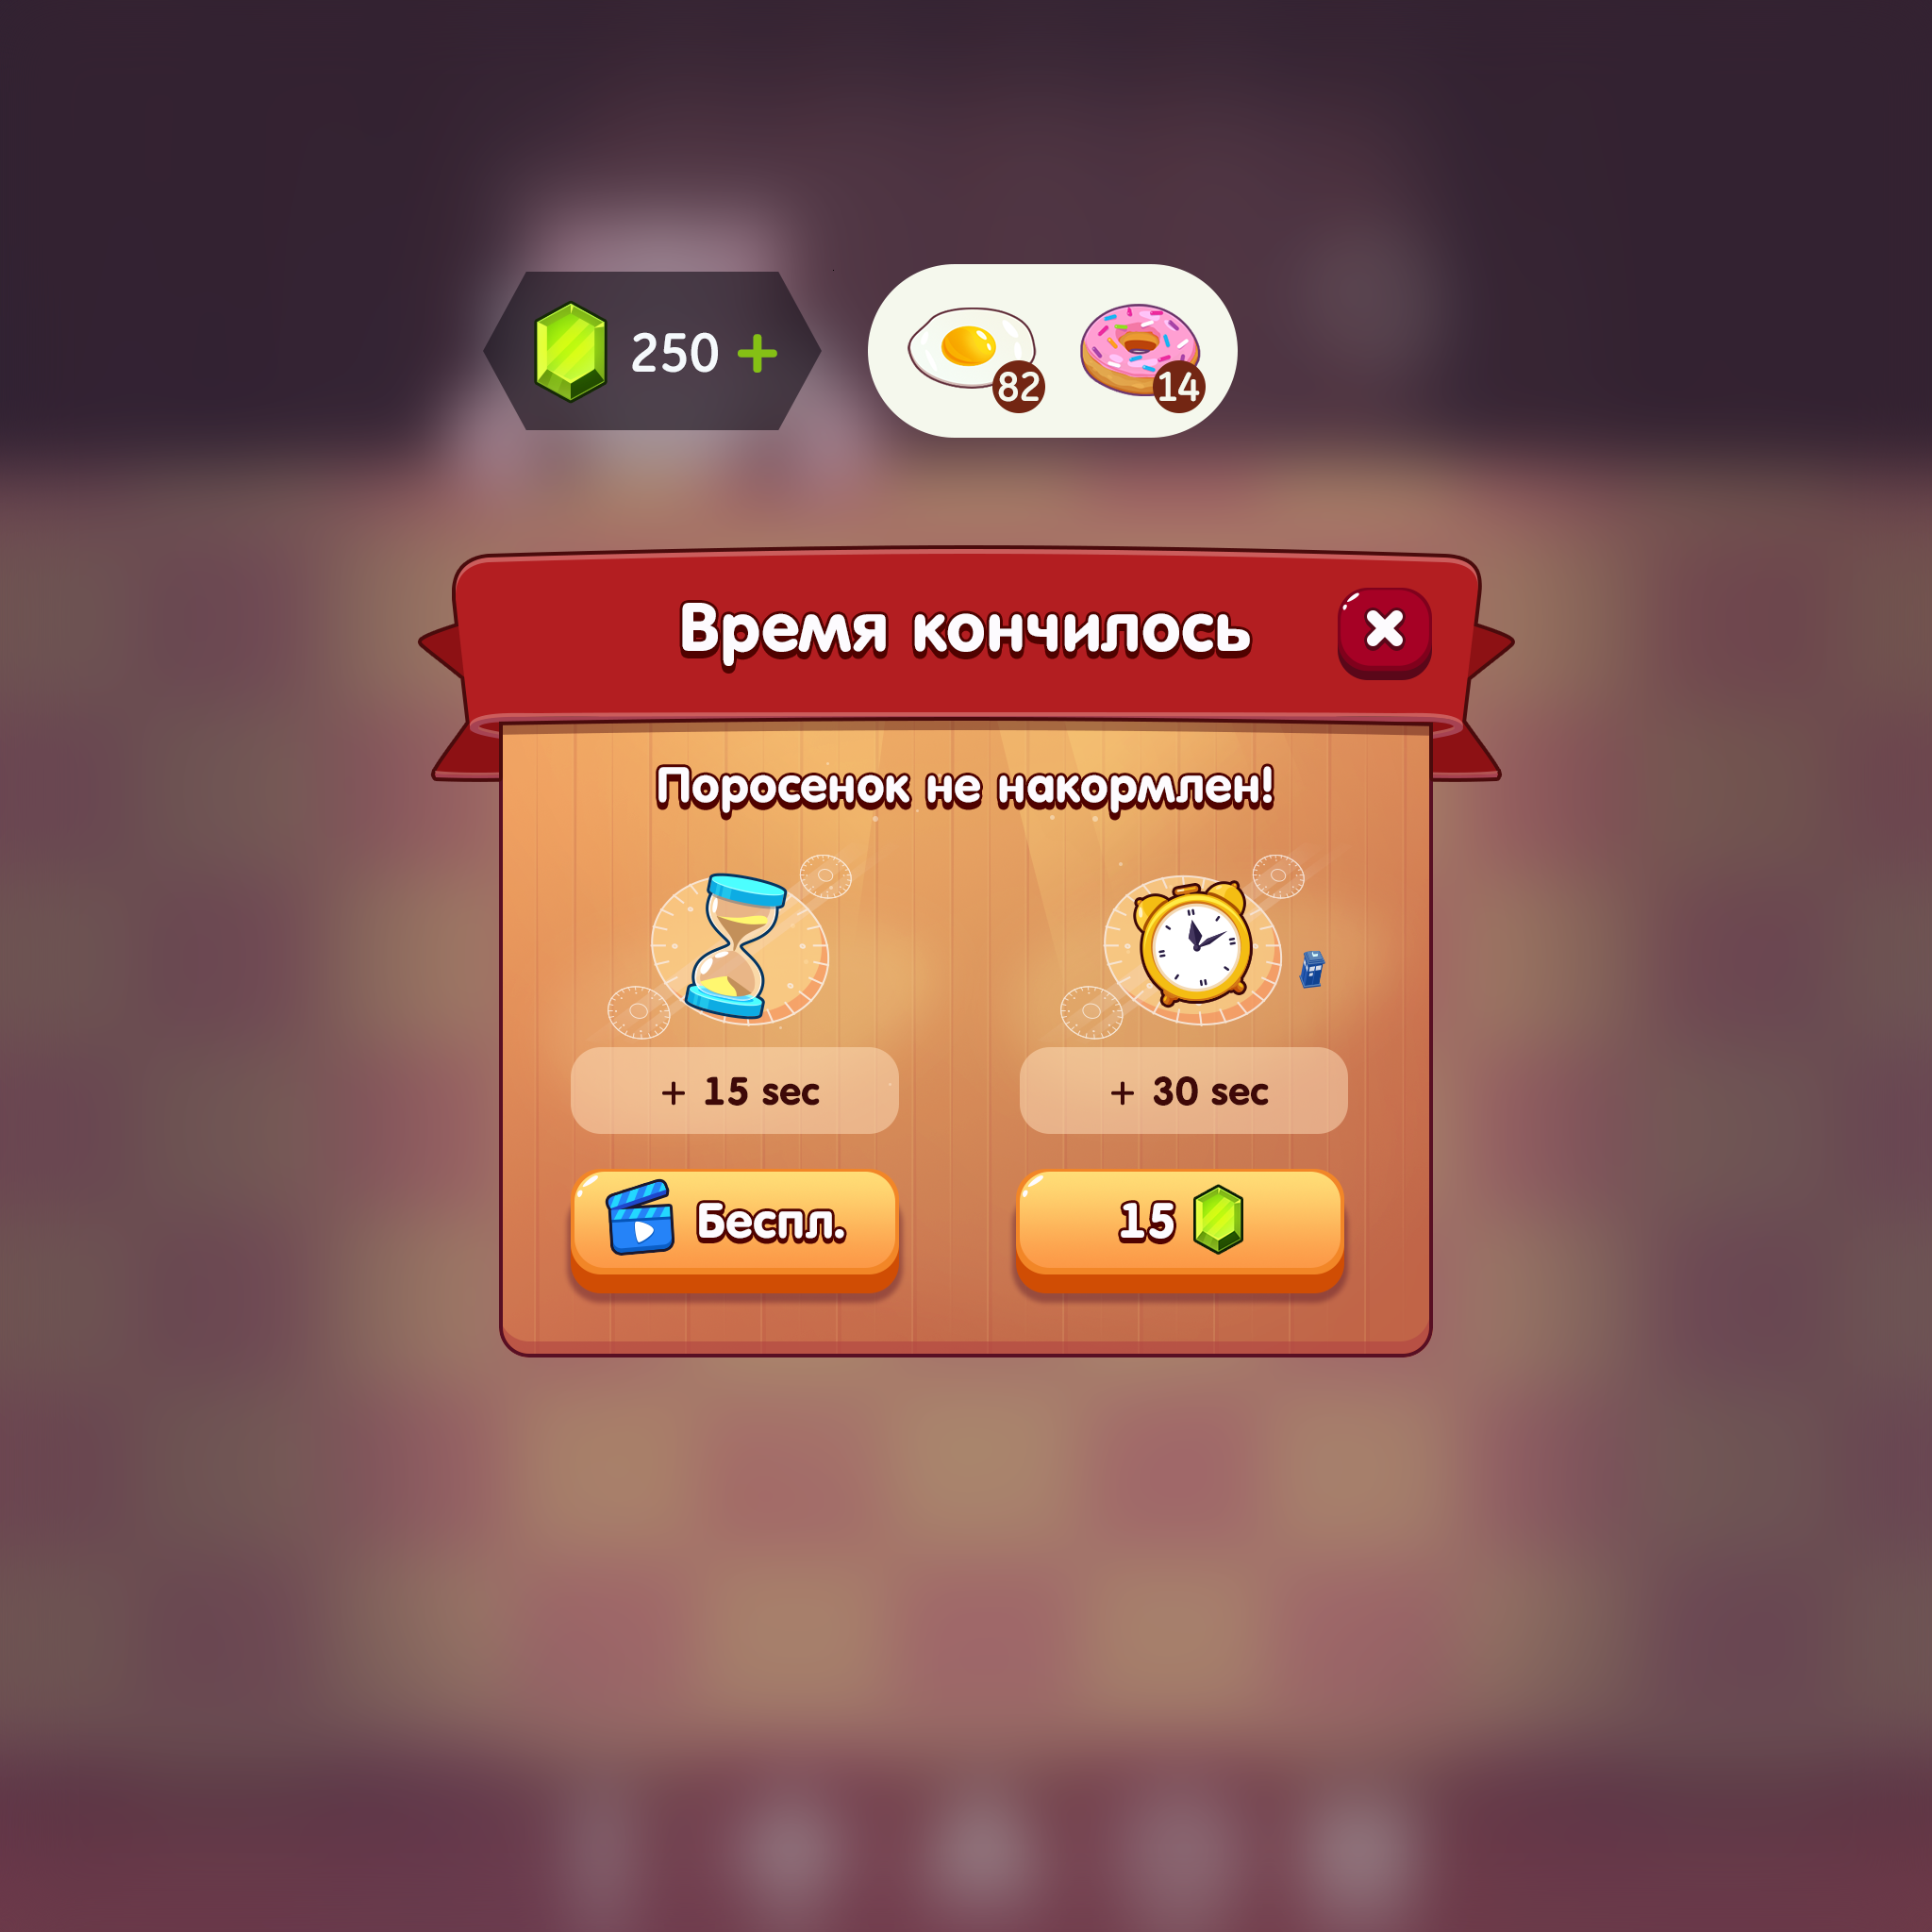 250 +
82
14
Время кончилось
Поросенок не накормлен!
+ 15 sec
+ 30 sec
Беспл.
15